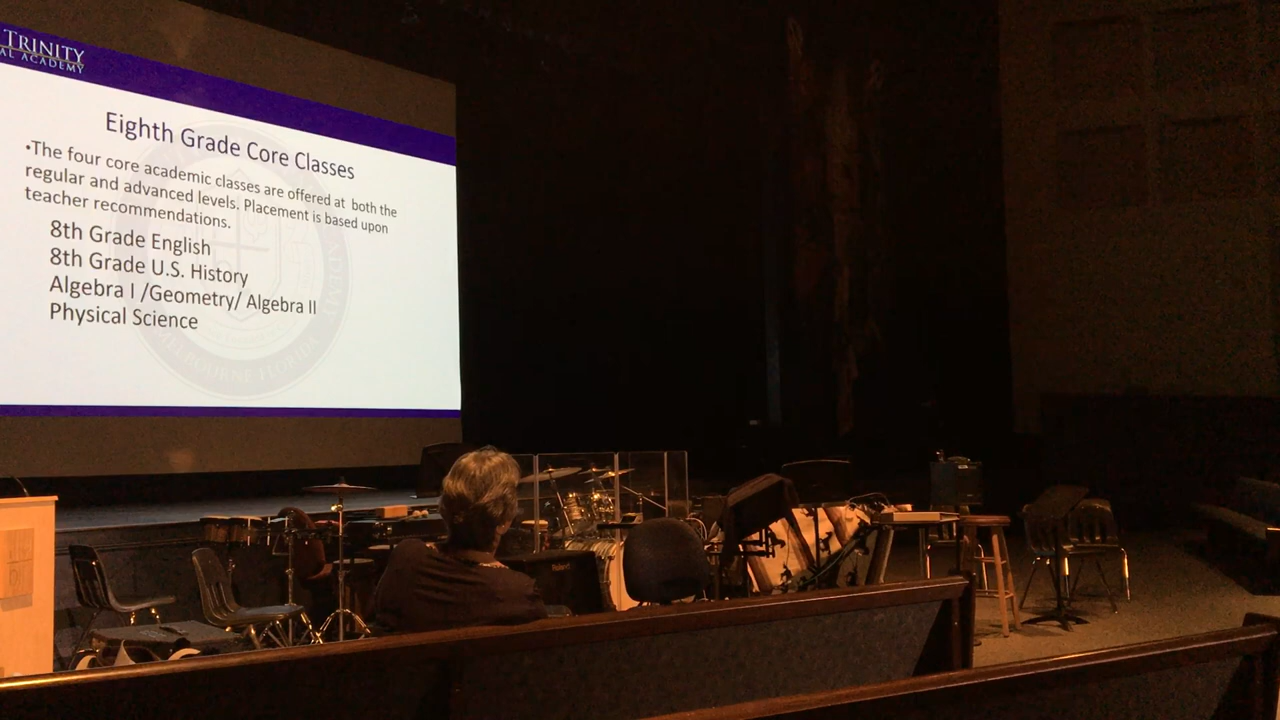 TRINITY
AL ACADEMY
Eighth Grade Core Classes
•The four core academic classes are offered at both the
regular and advanced levels. Placement is based upon
teacher recommendations.
8th Grade English
8th Grade U.S. History
Algebra I /Geometry/ Algebra II
Physical Science
FLORIDA